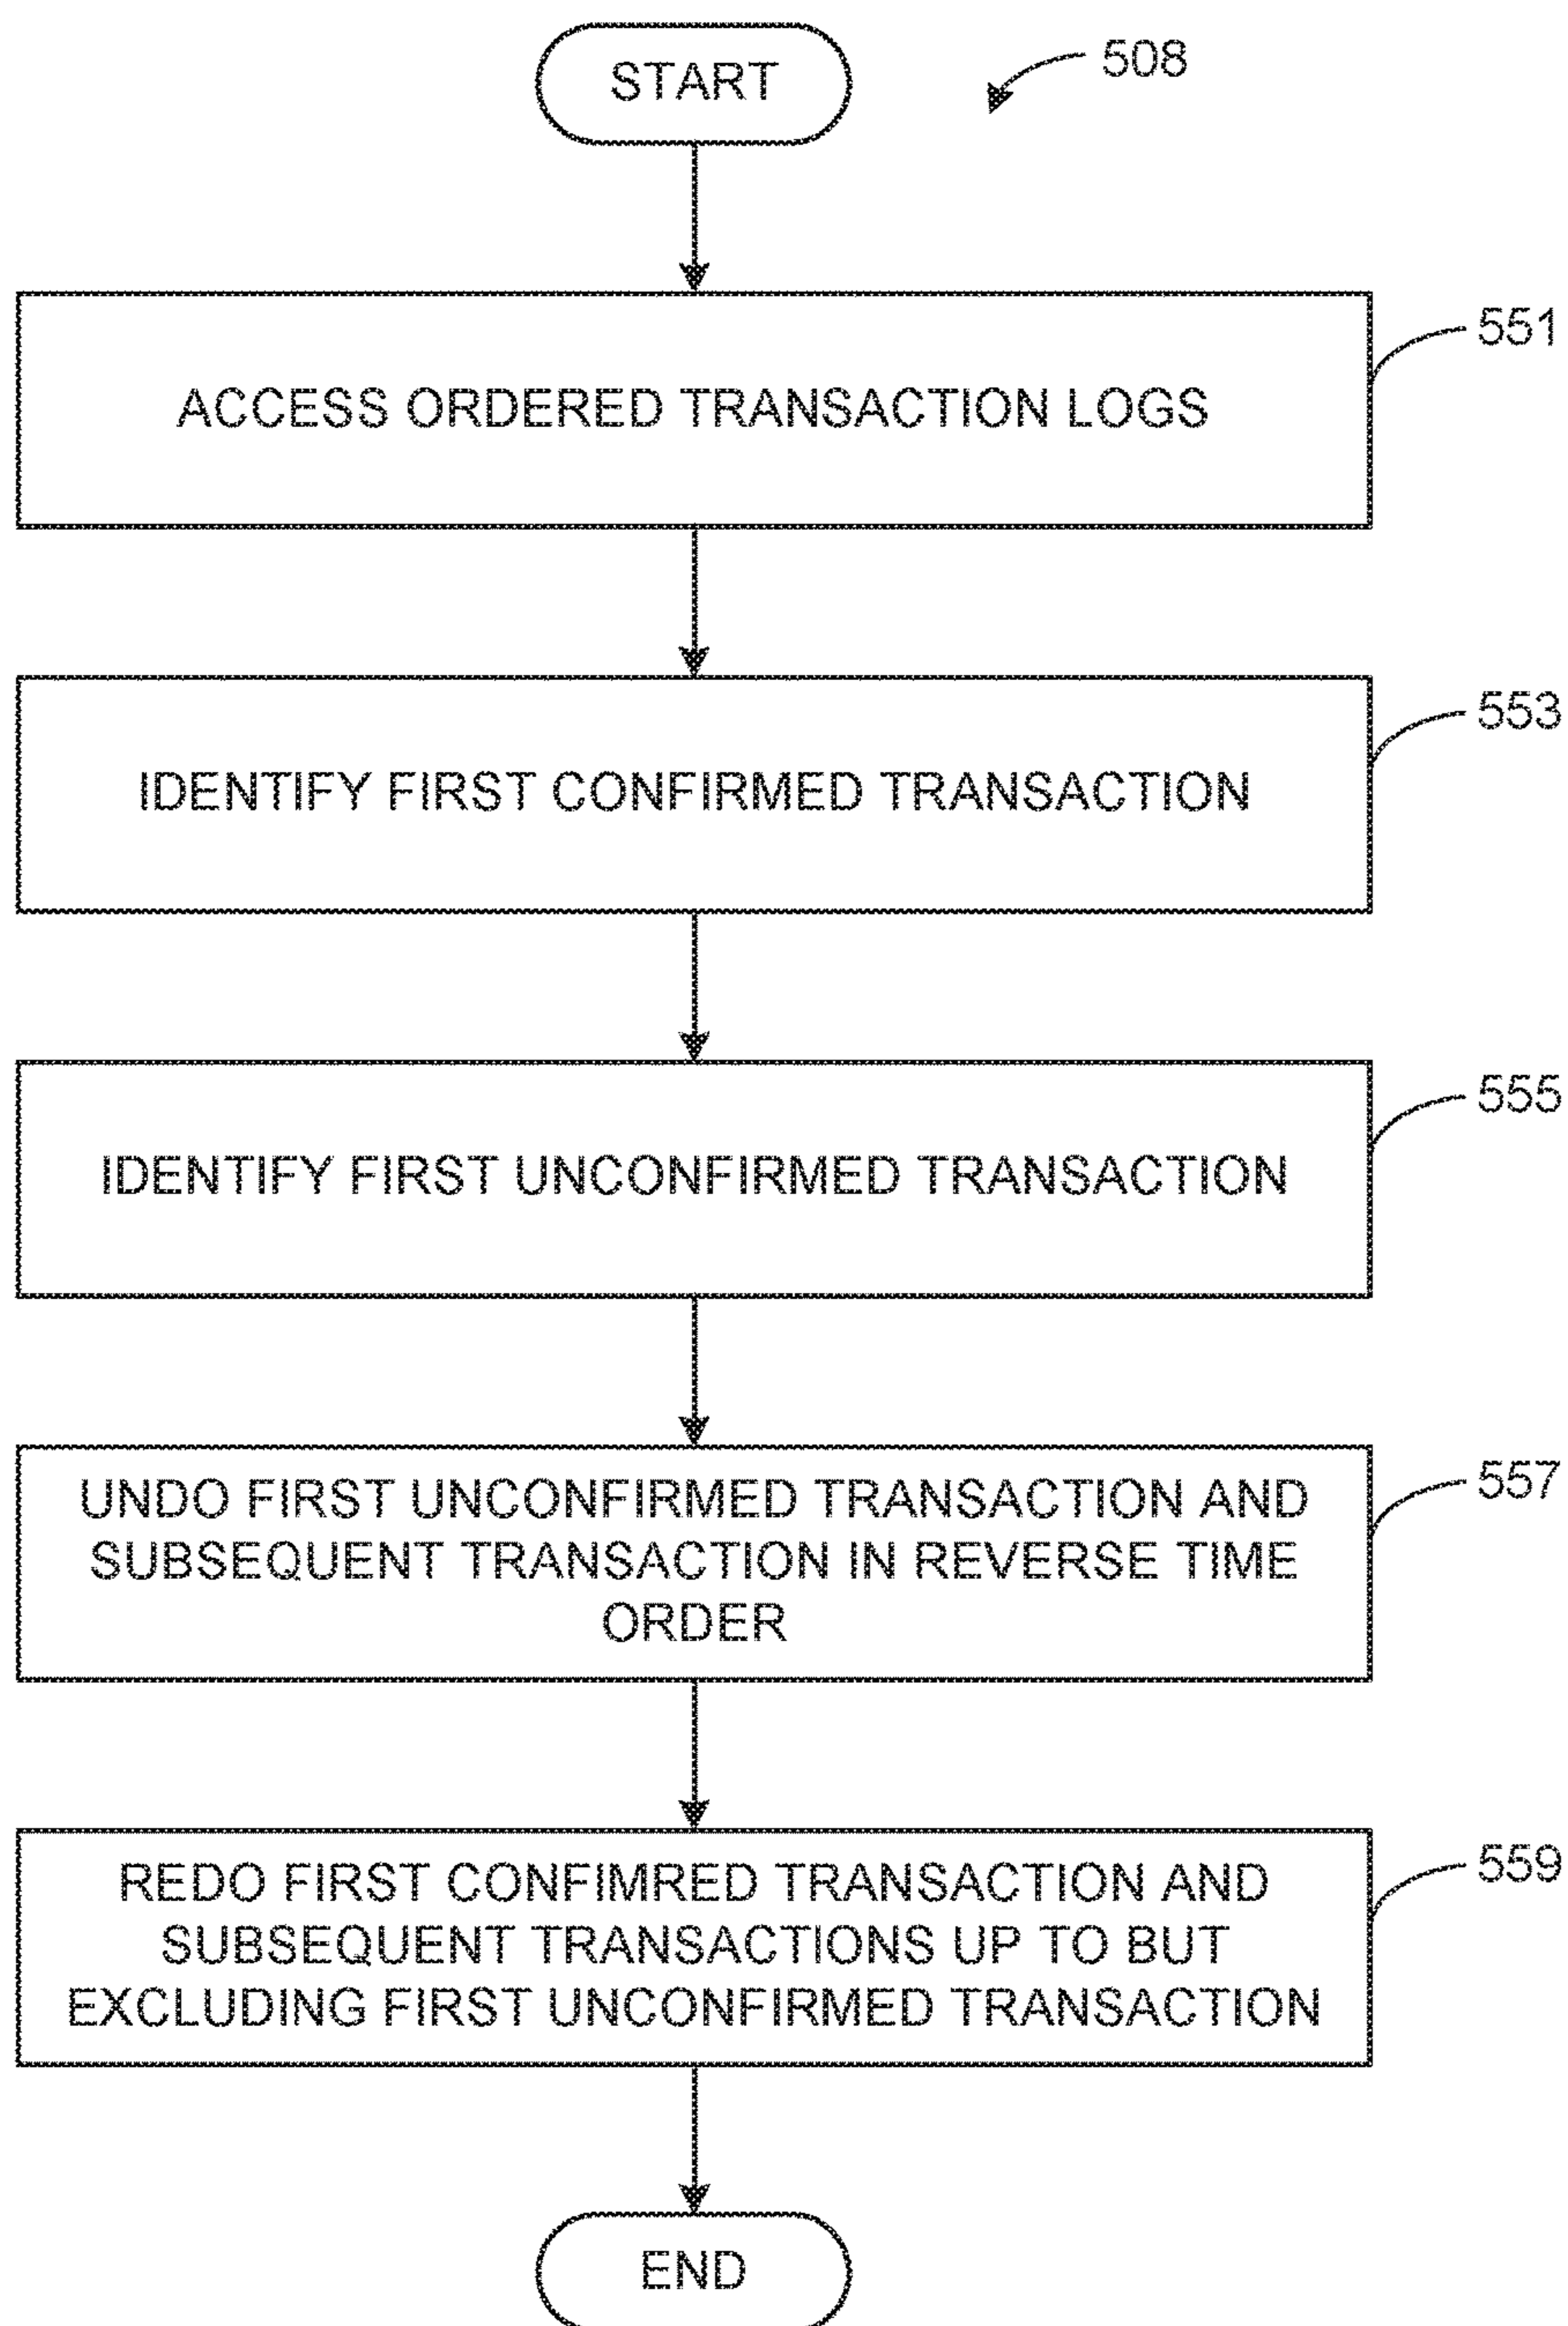 START
508
ACCESS ORDERED TRANSACTION LOGS
551
IDENTIFY FIRST CONFIRMED TRANSACTION
553
IDENTIFY FIRST UNCONFIRMED TRANSACTION
555
UNDO FIRST UNCONFIRMED TRANSACTION AND
SUBSEQUENT TRANSACTION IN REVERSE TIME
ORDER
557
REDO FIRST CONFIMRED TRANSACTION AND
SUBSEQUENT TRANSACTIONS UP TO BUT
EXCLUDING FIRST UNCONFIRMED TRANSACTION
559
END